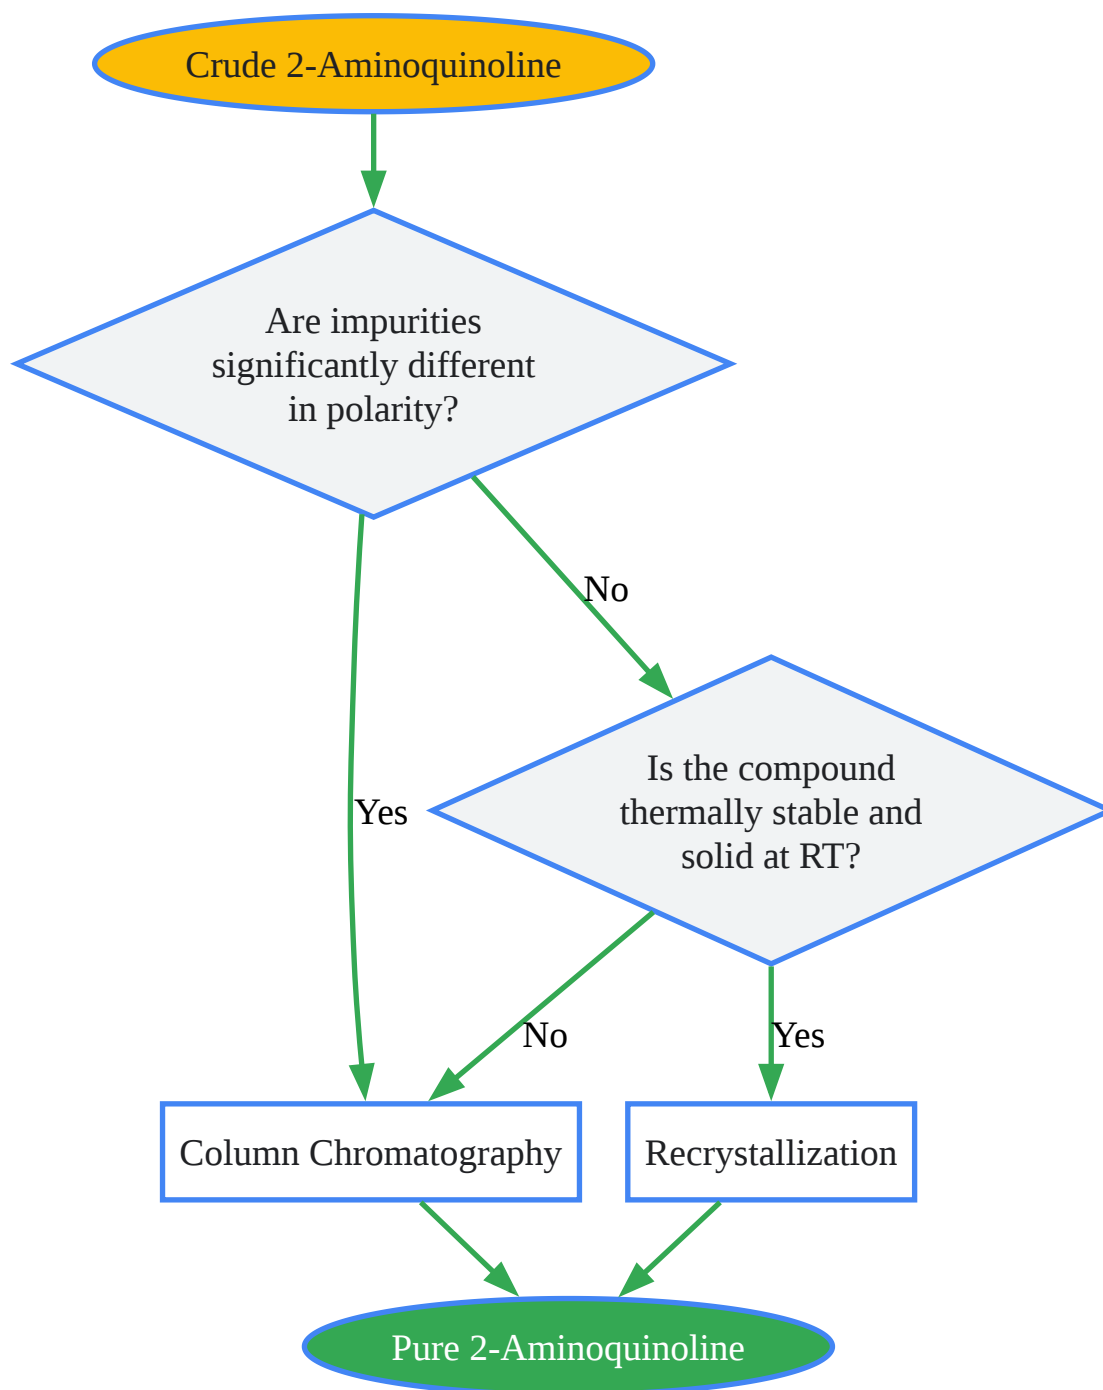 Crude 2-Aminoquinoline
Are impurities
significantly different
in polarity?
No
Is the compound
thermally stable and
solid at RT?
Yes
No
Yes
Column Chromatography
Recrystallization
Pure 2-Aminoquinoline